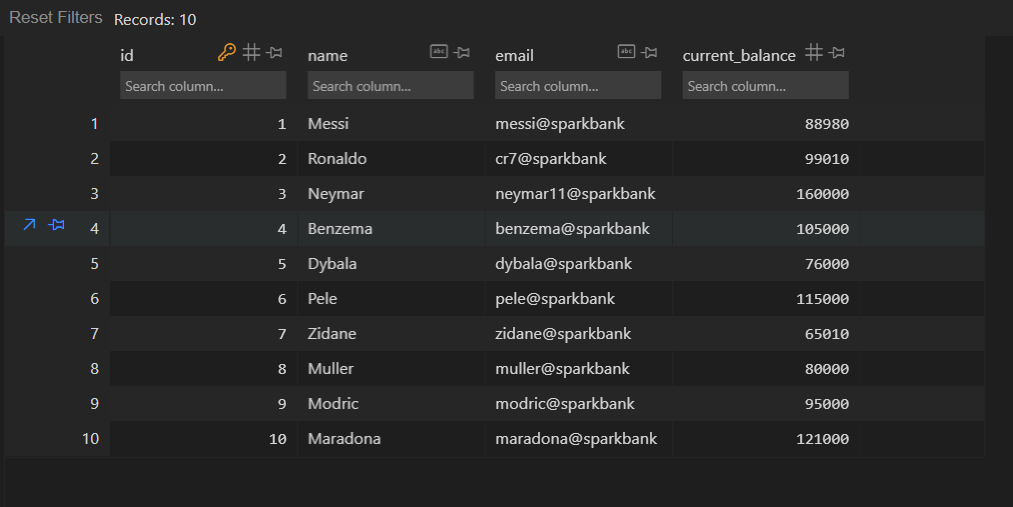 Reset Filters Records: 10
id name abc email abc current_balance
Search column... Search column... Search column... Search column...
1 1 Messi messi@sparkbank 88980
2 2 Ronaldo cr7@sparkbank 99010
3 3 Neymar neymar11@sparkbank 160000
4 4 Benzema benzema@sparkbank 105000
5 5 Dybala dybala@sparkbank 76000
6 6 Pele pele@sparkbank 115000
7 7 Zidane zidane@sparkbank 65010
8 8 Muller muller@sparkbank 80000
9 9 Modric modric@sparkbank 95000
10 10 Maradona maradona@sparkbank 121000